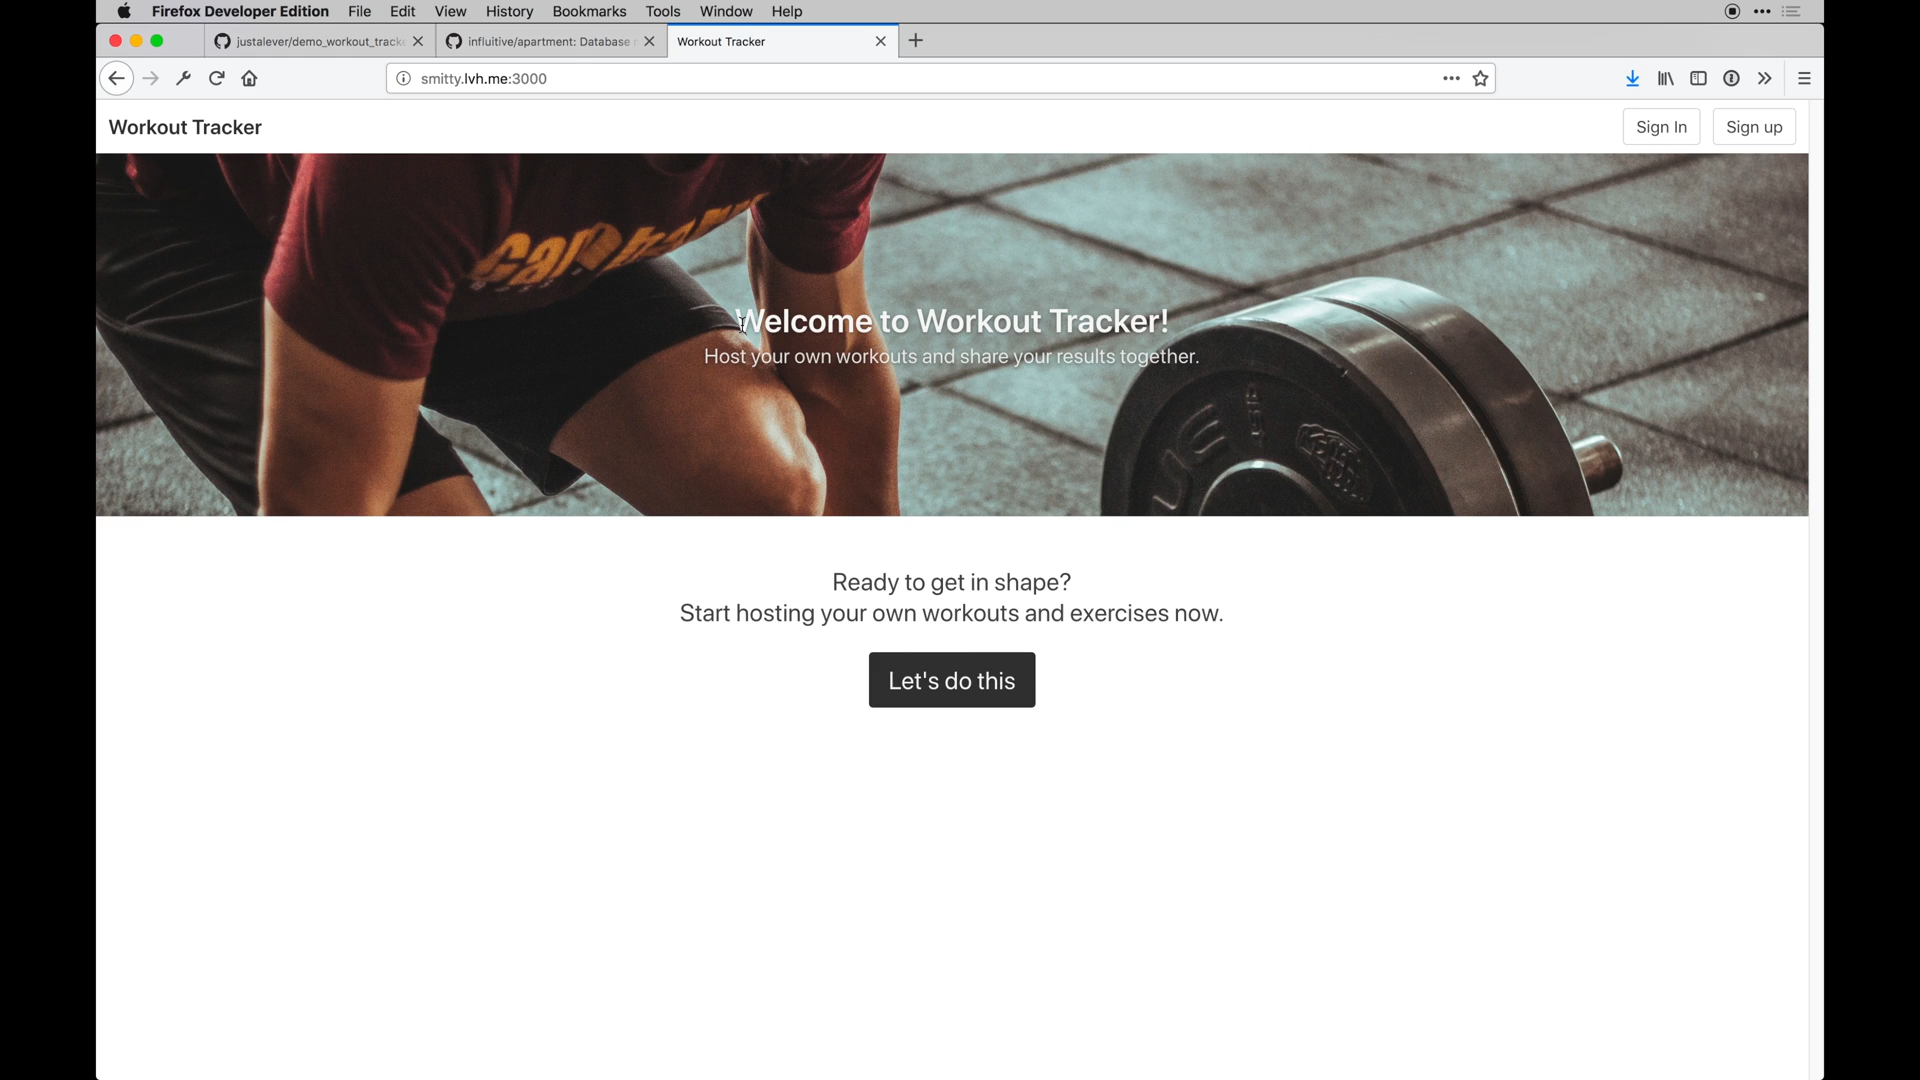 Firefox Developer Edition File Edit View History Bookmarks Tools Window Help
justalever/demo_workout_tracke
influitive/apartment: Database
Workout Tracker
smitty.lvh.me:3000
Workout Tracker
Sign In
Sign up
Welcome to Workout Tracker!
Host your own workouts and share your results together.
Ready to get in shape?
Start hosting your own workouts and exercises now.
Let's do this